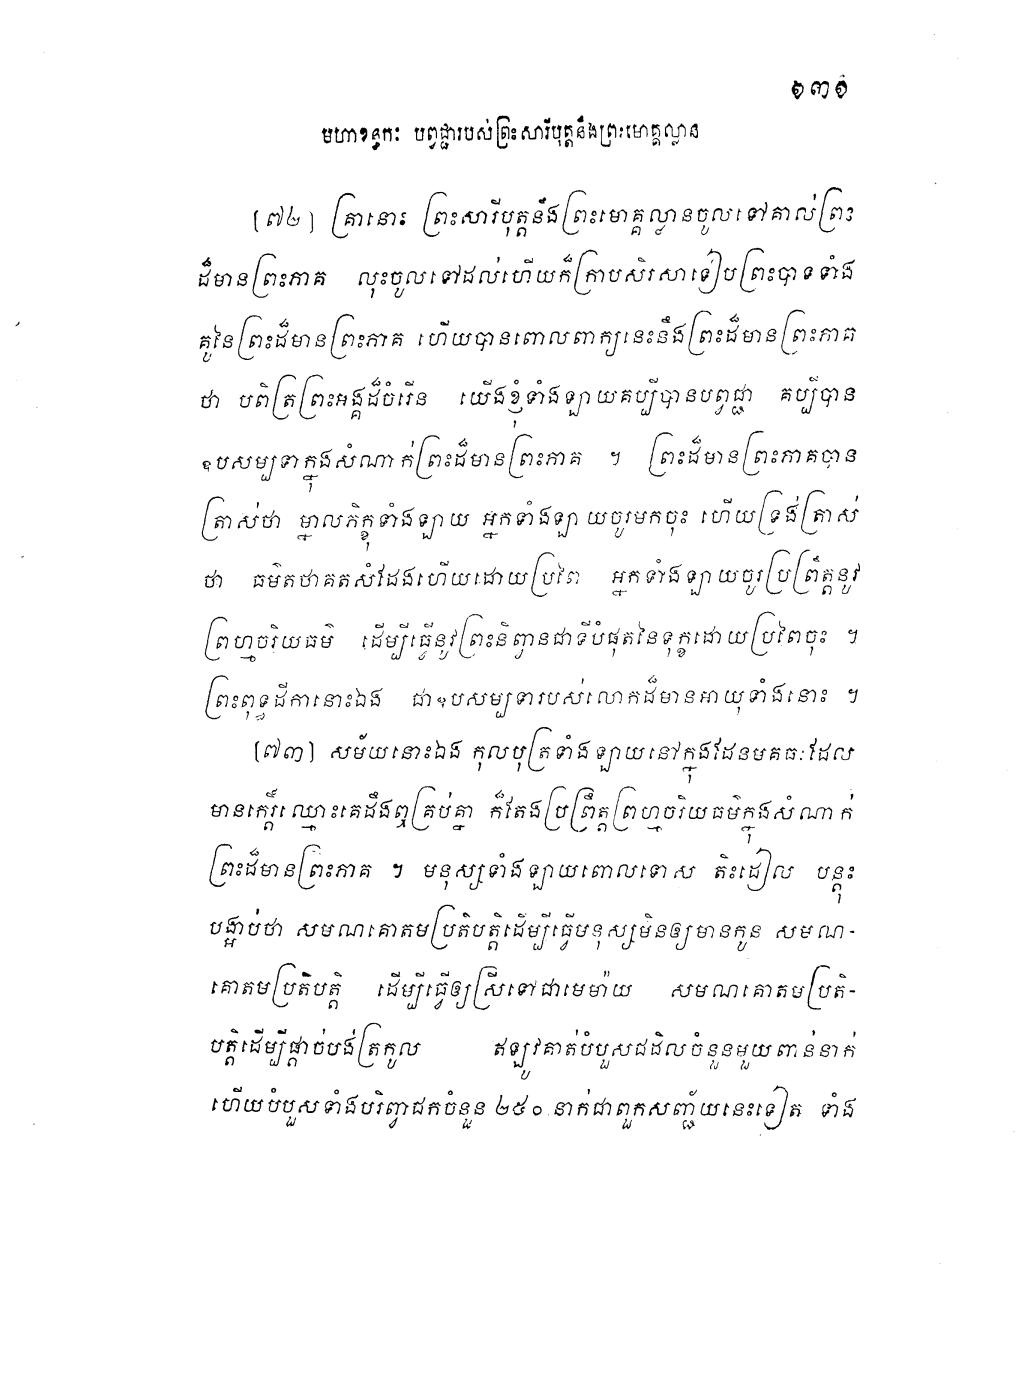 ១៣១
មហាខន្ធកៈ បព្វជ្ជារបស់ព្រះសារីបុត្តនឹងព្រះមោគ្គល្លាន
[៧២] គ្រានោះ ព្រះសារីបុត្តនឹងព្រះមោគ្គល្លានចូលទៅគាល់ព្រះ
ដ៏មានព្រះភាគ លុះចូលទៅដល់ហើយក៏ក្រាបសិរសាទៀបព្រះបាទទាំង
គូនៃព្រះដ៏មានព្រះភាគ ហើយបានពោលពាក្យនេះនឹងព្រះដ៏មានព្រះភាគ
ថា បពិត្រព្រះអង្គដ៏ចំរើន យើងខ្ញុំទាំងឡាយគប្បីបានបព្វជ្ជា គប្បីបាន
ឧបសម្បទាក្នុងសំណាក់ព្រះដ៏មានព្រះភាគ ។ ព្រះដ៏មានព្រះភាគបាន
ត្រាស់ថា ម្នាលភិក្ខុទាំងឡាយ អ្នកទាំងឡាយចូរមកចុះ ហើយទ្រង់ត្រាស់
ថា ធម៌តថាគតសំដែងហើយដោយប្រពៃ អ្នកទាំងឡាយចូរប្រព្រឹត្តនូវ
ព្រហ្មចរិយធម៌ ដើម្បីធ្វើនូវព្រះនិព្វានជាទីបំផុតនៃទុក្ខដោយប្រពៃចុះ ។
ព្រះពុទ្ធដីកានោះឯង ជាឧបសម្បទារបស់លោកដ៏មានអាយុទាំងនោះ ។
[៧៣] សម័យនោះឯង កុលបុត្រទាំងឡាយនៅក្នុងដែនមគធៈដែល
មានកេរ្តិ៍ឈ្មោះគេដឹងឮគ្រប់គ្នា ក៏តែងប្រព្រឹត្តព្រហ្មចរិយធម៌ក្នុងសំណាក់
ព្រះដ៏មានព្រះភាគ ។ មនុស្សទាំងឡាយពោលទោស តិះដៀល បន្តុះ
បង្អាប់ថា សមណគោតមប្រតិបត្តិដើម្បីធ្វើមនុស្សមិនឲ្យមានកូន សមណ-
គោតមប្រតិបត្តិ ដើម្បីធ្វើឲ្យស្រីទៅជាមេម៉ាយ សមណគោតមប្រតិ-
បត្តិដើម្បីផ្តាច់បង់ត្រកូល ឥឡូវគាត់បំបួសជដិលចំនួនមួយពាន់នាក់
ហើយបំបួសទាំងបរិព្វាជកចំនួន ២៥០ នាក់ជាពួកសញ្ជ័យនេះទៀត ទាំង